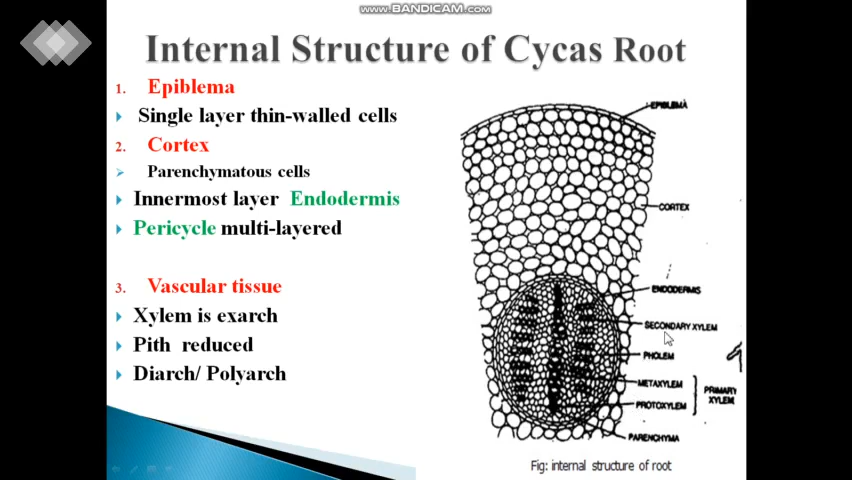 www.BANDICAM.com
Internal Structure of Cycas Root
1. Epiblema
Single layer thin-walled cells
2. Cortex
Parenchymatous cells
Innermost layer Endodermis
Pericycle multi-layered
3. Vascular tissue
Xylem is exarch
Pith reduced
Diarch/ Polyarch
EPIBLEMA
CORTEX
ENDODERMIS
SECONDARY XYLEM
PHOLEM
METAXYLEM
PROTOXYLEM
PRIMARY XYLEM
PARENCHYMA
Fig: internal structure of root